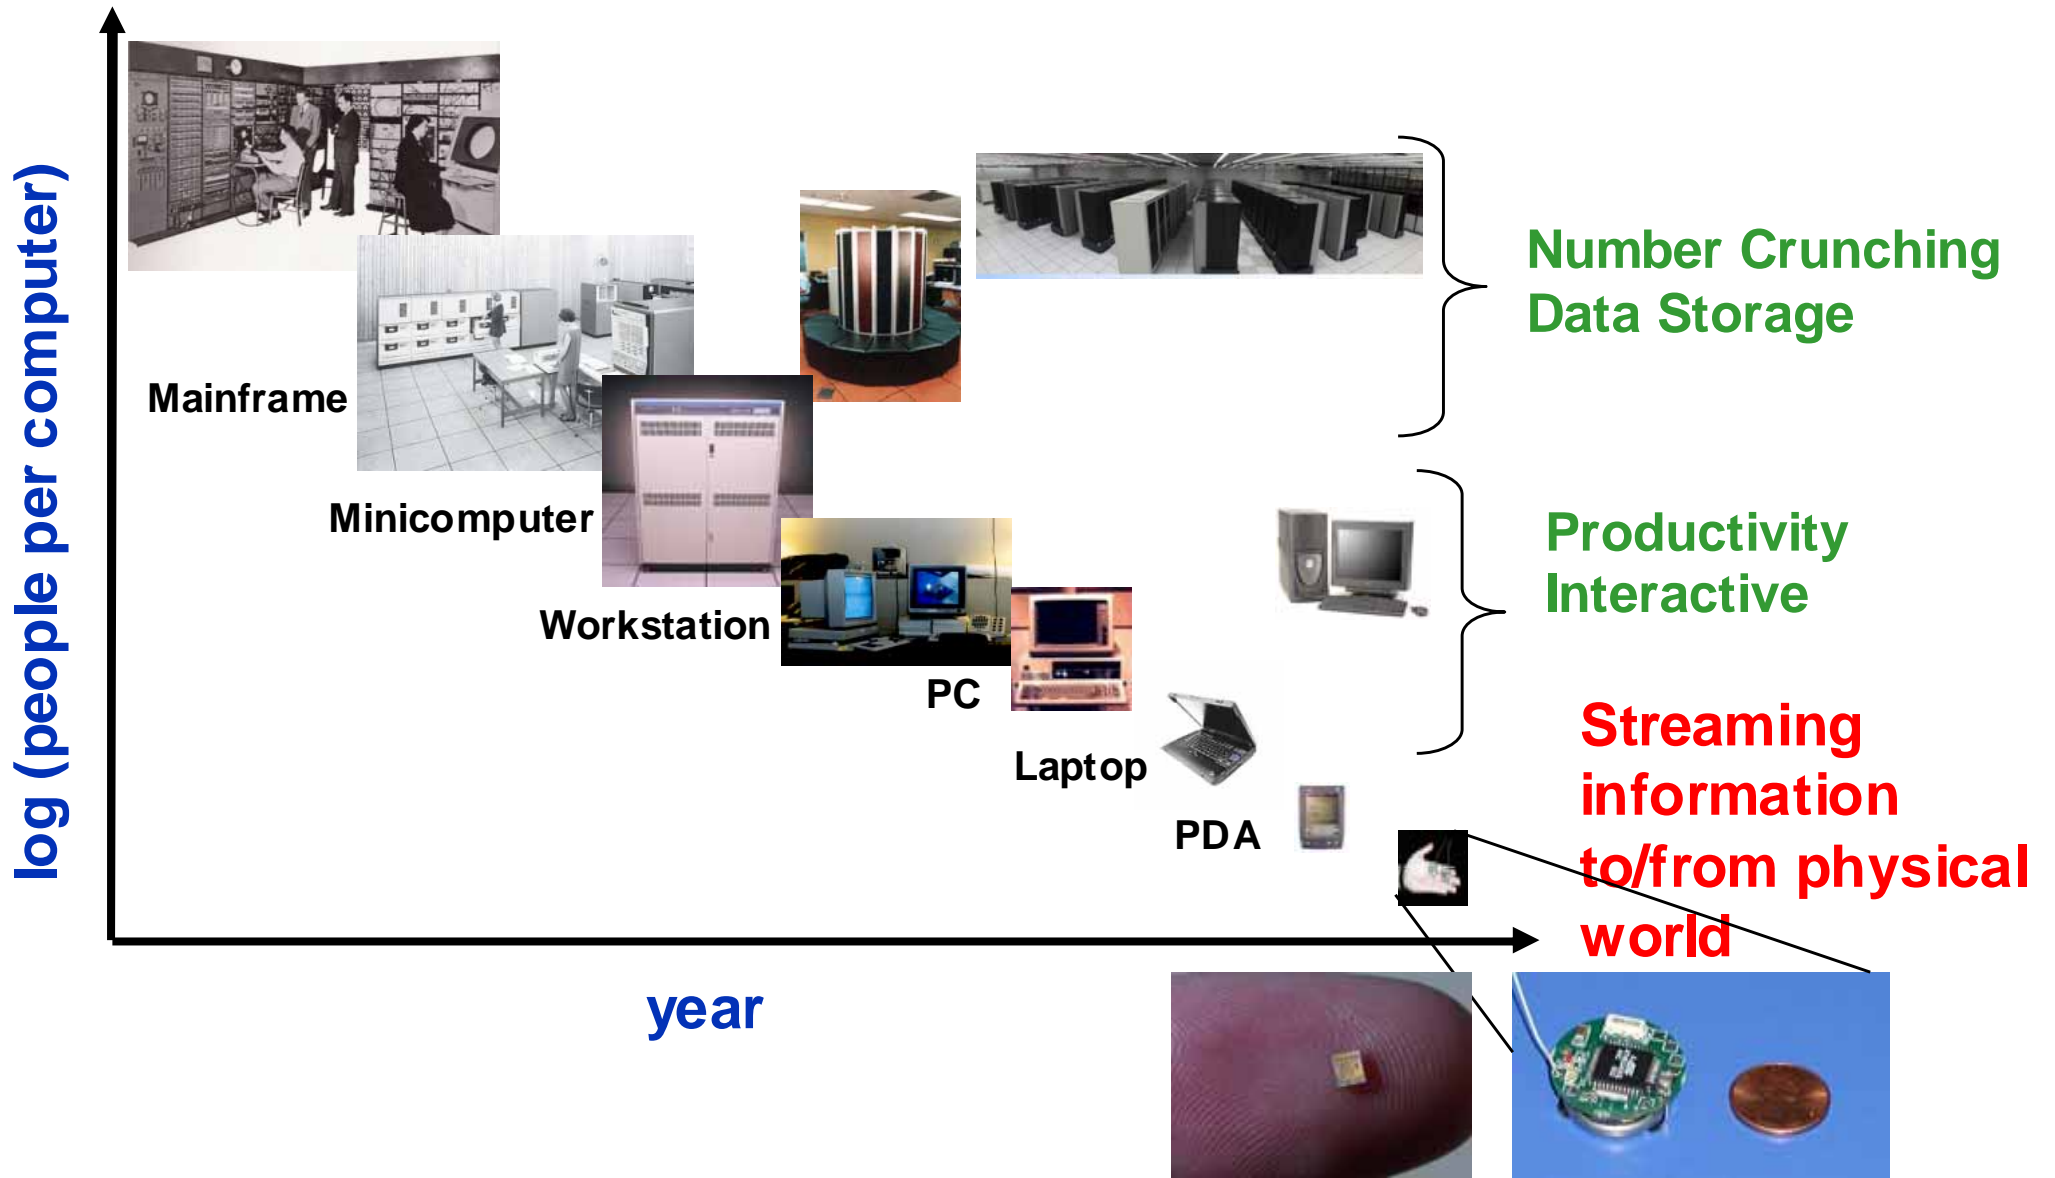 log (people per computer)
Mainframe
Minicomputer
Workstation
PC
Laptop
PDA
year
Number Crunching
Data Storage
Productivity
Interactive
Streaming
information
to/from physical
world